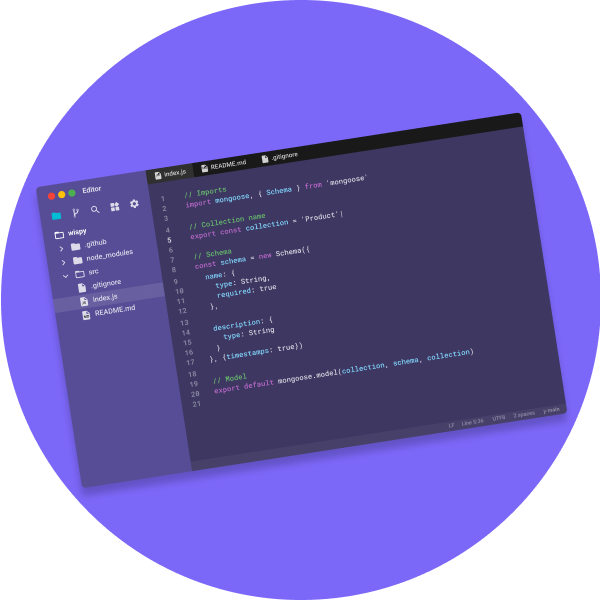 Editor
wrispy
.github
node_modules
src
.gitignore
index.js
README.md
index.js README.md .gitignore
1 // Imports
2 import mongoose, { Schema } from 'mongoose'
3
4 // Collection name
5 export const collection = 'Product'|
6
7 // Schema
8 const schema = new Schema({
9 name: {
10 type: String,
11 required: true
12 },
13
14 description: {
15 type: String
16 }
17 }, {timestamps: true})
18
19 // Model
20 export default mongoose.model(collection, schema, collection)
21
LF Line 5:36 UTF8 2 spaces main